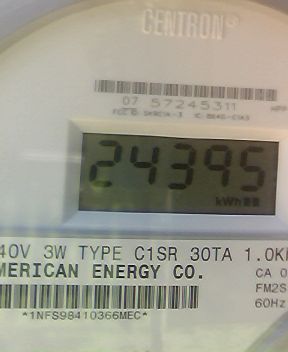 CENTRON®
07 57245311
24395
kWh
40V 3W TYPE C1SR 30TA 1.0K
MERICAN ENERGY CO.
CA 0
FM2S
60Hz
*1NFS98410366MEC*